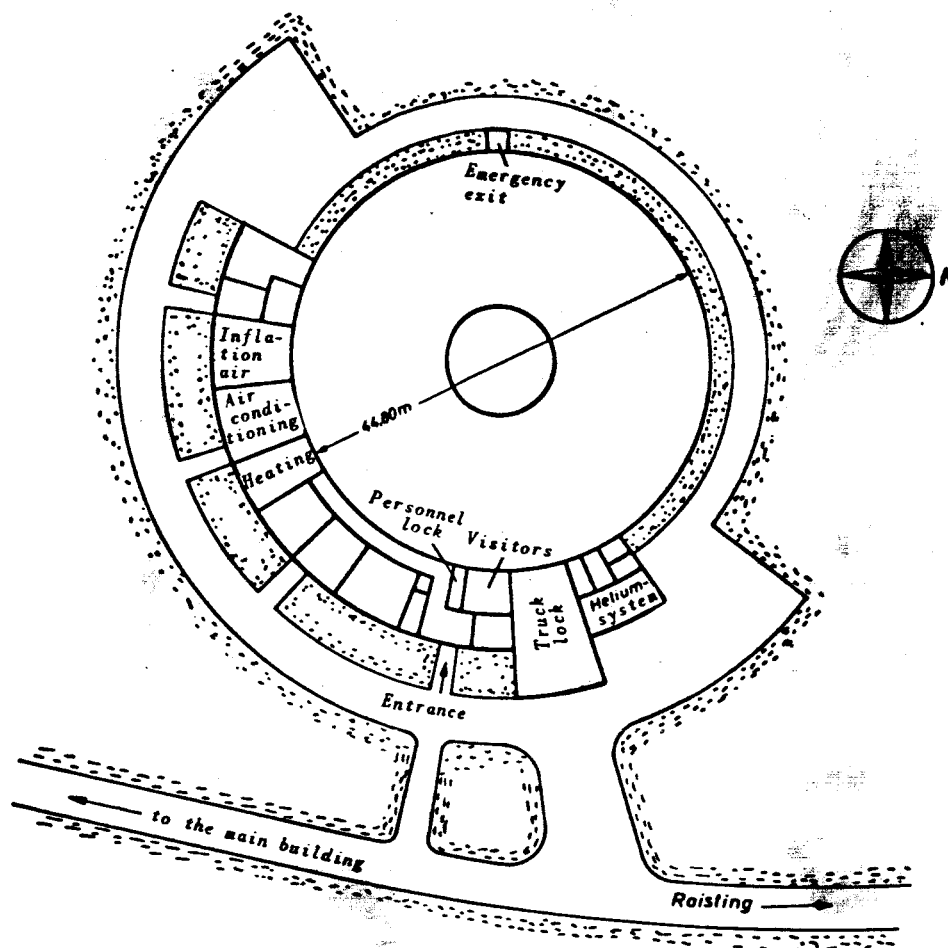 Emergency
exit
N
Infla-
tion
air
Air
condi-
tioning
Heating
44,80m
Personnel
lock
Visitors
Truck
lock
Helium-
system
Entrance
to the main building
Raisting